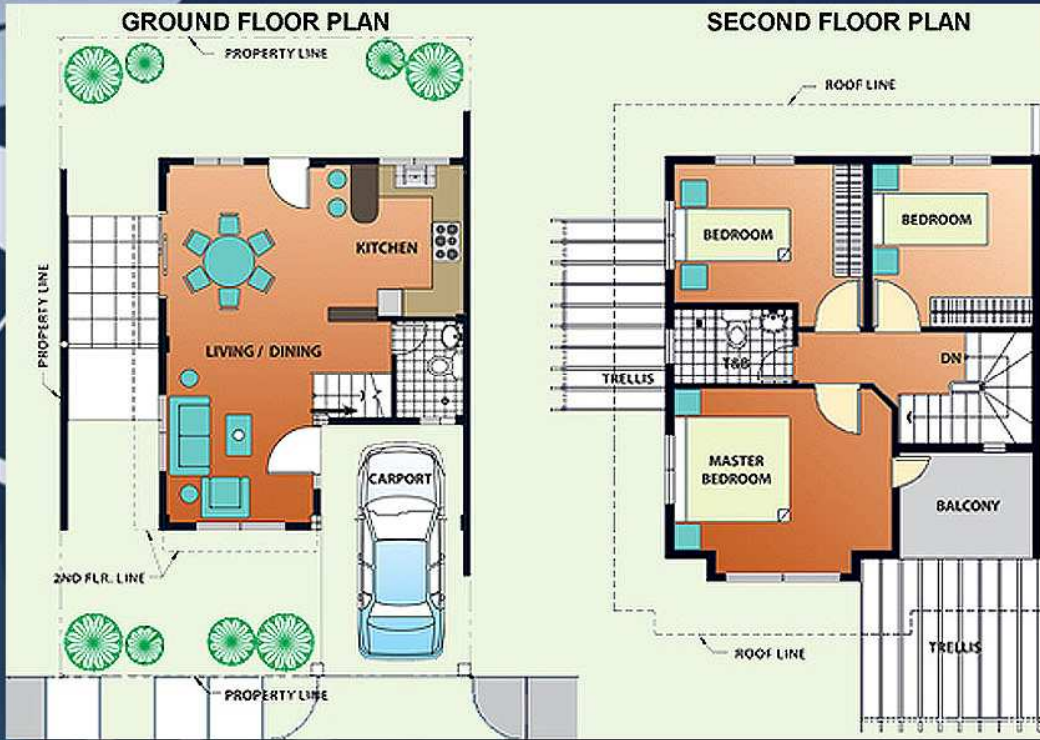 GROUND FLOOR PLAN
PROPERTY LINE
KITCHEN
PROPERTY LINE
LIVING / DINING
CARPORT
2ND FLR. LINE
PROPERTY LINE
SECOND FLOOR PLAN
ROOF LINE
BEDROOM
BEDROOM
T&B
DN
TRELLIS
MASTER
BEDROOM
BALCONY
ROOF LINE
TRELLIS